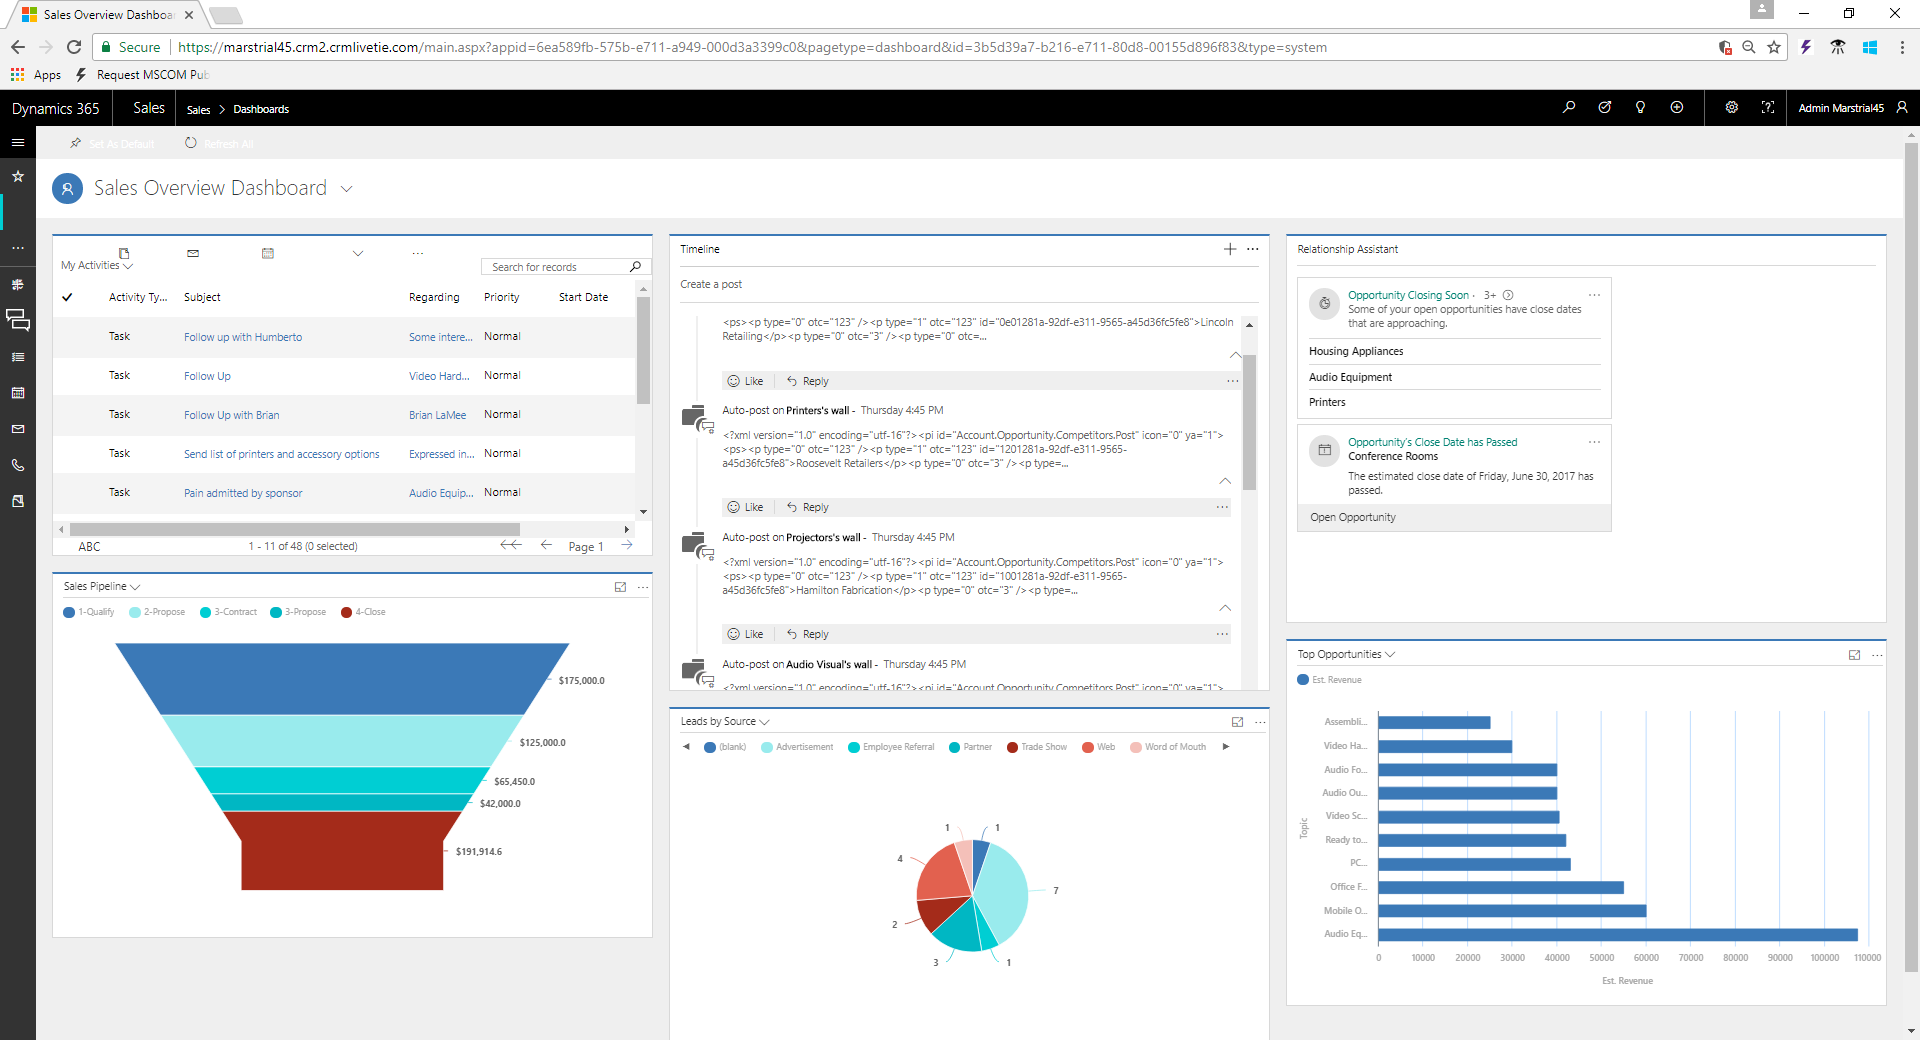 Sales Overview Dashboa
Secure https://marstrial45.crm2.crmlivetie.com/main.aspx?appid=6ea589fb-575b-e711-a949-000d3a3399c0&pagetype=dashboard&id=3b5d39a7-b216-e711-80d8-00155d896f83&type=system
Apps Request MSCOM Pub
Dynamics 365 Sales Sales > Dashboards Admin Marstrial45
Set As Default Refresh All
Sales Overview Dashboard
My Activities
Search for records
Activity Ty... Subject Regarding Priority Start Date
Task Follow up with Humberto Some intere... Normal
Task Follow Up Video Hard... Normal
Task Follow Up with Brian Brian LaMee Normal
Task Send list of printers and accessory options Expressed in... Normal
Task Pain admitted by sponsor Audio Equip... Normal
ABC 1 - 11 of 48 (0 selected) Page 1
Sales Pipeline
1-Qualify 2-Propose 3-Contract 3-Propose 4-Close
$175,000.0
$125,000.0
$65,450.0
$42,000.0
$191,914.6
Timeline
Create a post
<ps><p type="0" otc="123" /><p type="1" otc="123" id="0e01281a-92df-e311-9565-a45d36fc5fe8">Lincoln
Retailing</p><p type="0" otc="3" /><p type="0" otc=...
Like Reply
Auto-post on Printers's wall - Thursday 4:45 PM
<?xml version="1.0" encoding="utf-16"?><pi id="Account.Opportunity.Competitors.Post" icon="0" ya="1">
<ps><p type="0" otc="123" /><p type="1" otc="123" id="1201281a-92df-e311-9565-
a45d36fc5fe8">Roosevelt Retailers</p><p type="0" otc="3" /><p type=...
Like Reply
Auto-post on Projectors's wall - Thursday 4:45 PM
<?xml version="1.0" encoding="utf-16"?><pi id="Account.Opportunity.Competitors.Post" icon="0" ya="1">
<ps><p type="0" otc="123" /><p type="1" otc="123" id="1001281a-92df-e311-9565-
a45d36fc5fe8">Hamilton Fabrication</p><p type="0" otc="3" /><p type=...
Like Reply
Auto-post on Audio Visual's wall - Thursday 4:45 PM
<?xml version="1.0" encoding="utf-16"?><pi id="Account.Opportunity.Competitors.Post" icon="0" ya="1">
Leads by Source
(blank) Advertisement Employee Referral Partner Trade Show Web Word of Mouth
1 1
4
7
2
3 1
Relationship Assistant
Opportunity Closing Soon · 3+
Some of your open opportunities have close dates
that are approaching.
Housing Appliances
Audio Equipment
Printers
Opportunity's Close Date has Passed
Conference Rooms
The estimated close date of Friday, June 30, 2017 has
passed.
Open Opportunity
Top Opportunities
Est. Revenue
Topic
Assembli...
Video Ha...
Audio Fo...
Audio Ou...
Video Sc...
Ready to...
PC...
Office F...
Mobile O...
Audio Eq...
0 10000 20000 30000 40000 50000 60000 70000 80000 90000 100000 110000
Est. Revenue